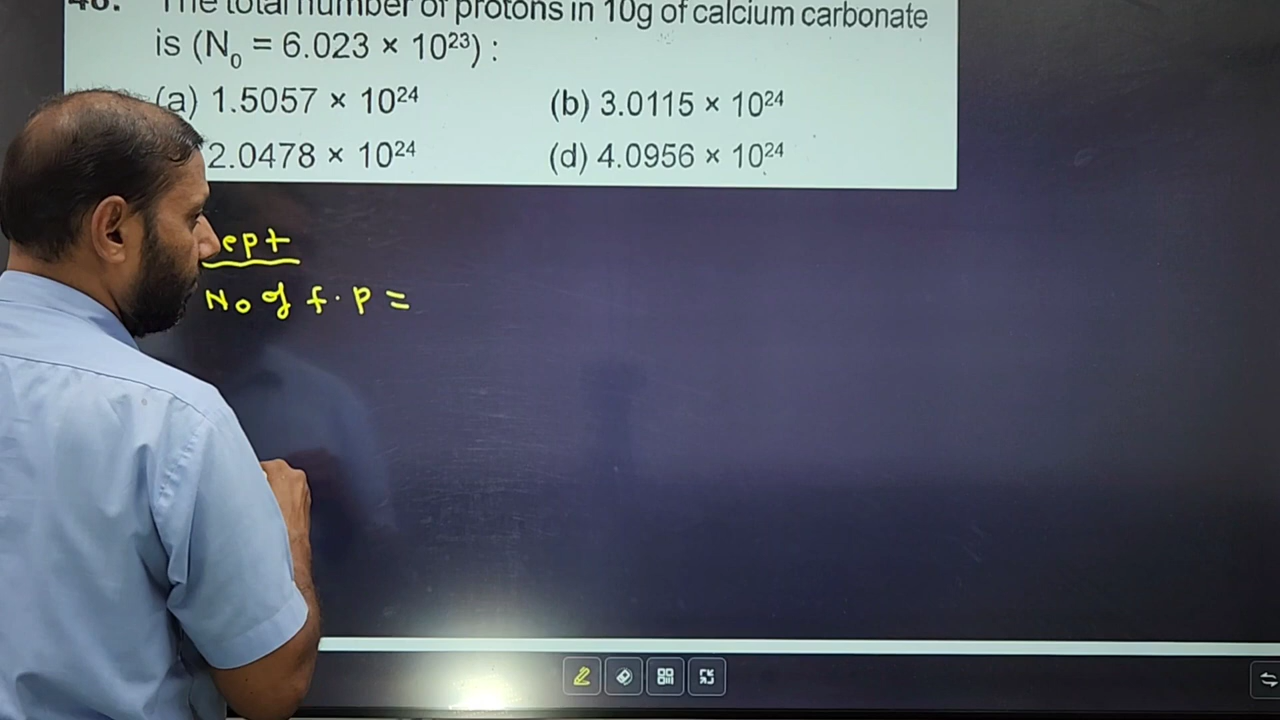 The total number of protons in 10g of calcium carbonate
is (N₀ = 6.023 × 10²³) :
(a) 1.5057 × 10²⁴ (b) 3.0115 × 10²⁴
2.0478 × 10²⁴ (d) 4.0956 × 10²⁴
ept
No of f.p =